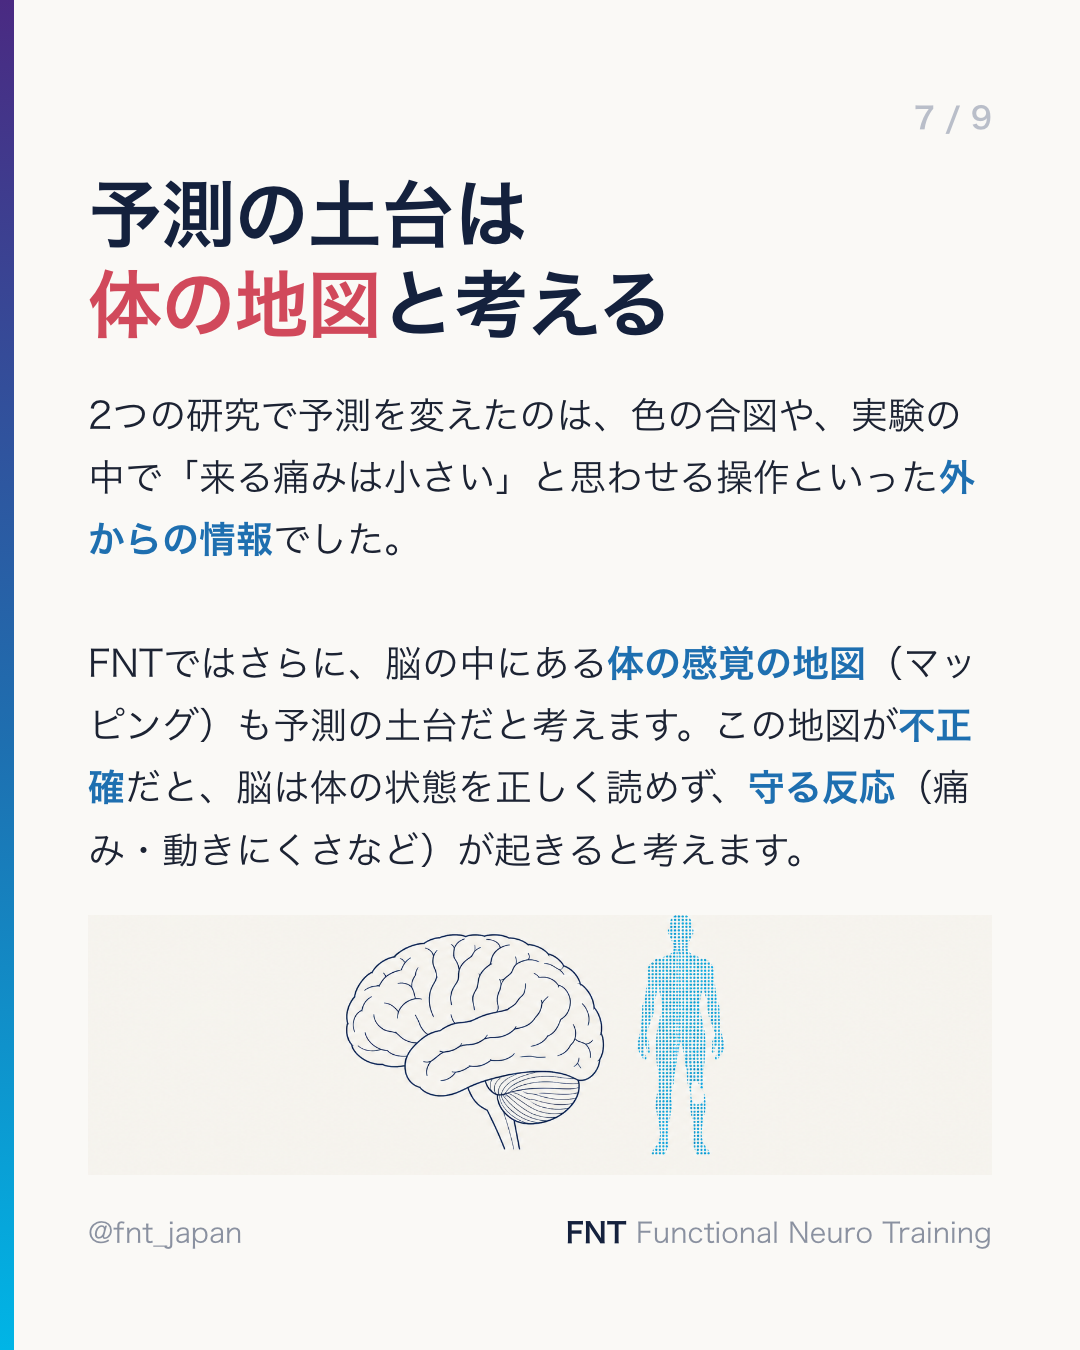 7 / 9
予測の土台は
体の地図と考える
2つの研究で予測を変えたのは、色の合図や、実験の
中で「来る痛みは小さい」と思わせる操作といった外
からの情報でした。
FNTではさらに、脳の中にある体の感覚の地図（マッ
ピング）も予測の土台だと考えます。この地図が不正
確だと、脳は体の状態を正しく読めず、守る反応（痛
み・動きにくさなど）が起きると考えます。
@fnt_japan
FNT Functional Neuro Training